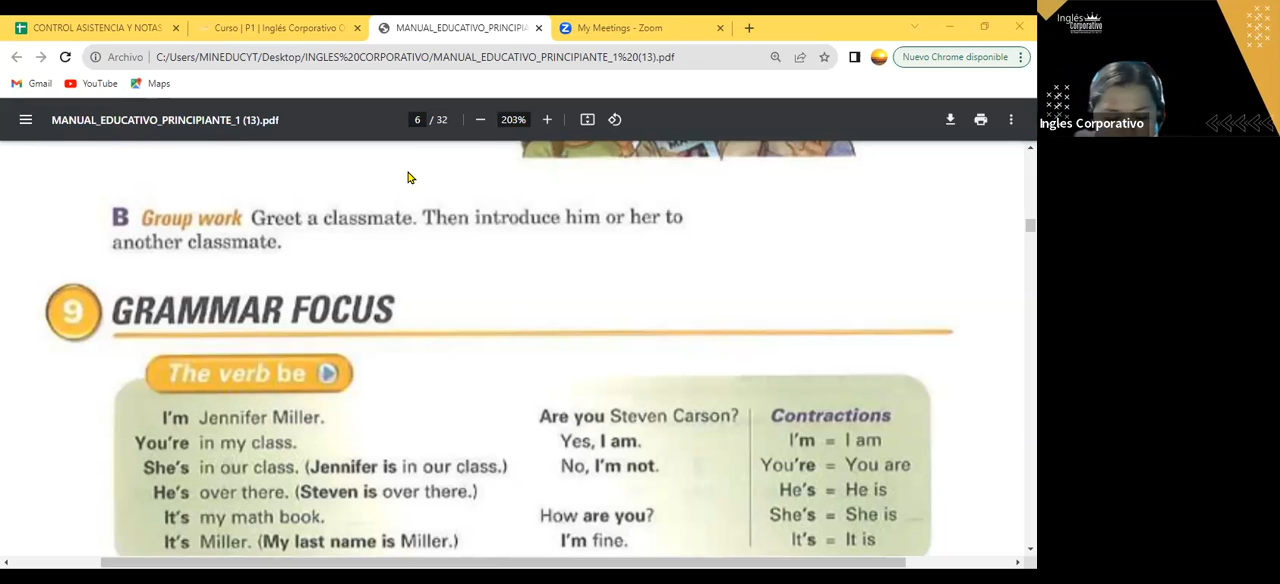 CONTROL ASISTENCIA Y NOTAS
Curso | P1 | Inglés Corporativo C
MANUAL_EDUCATIVO_PRINCIPIA
My Meetings - Zoom
Archivo
C:/Users/MINEDUCYT/Desktop/INGLES%20CORPORATIVO/MANUAL_EDUCATIVO_PRINCIPIANTE_1%20(13).pdf
Nuevo Chrome disponible
Gmail
YouTube
Maps
MANUAL_EDUCATIVO_PRINCIPIANTE_1 (13).pdf
6 / 32
203%
Inglés
Corporativo
Ingles Corporativo
B Group work Greet a classmate. Then introduce him or her to
another classmate.
9 GRAMMAR FOCUS
The verb be
I'm Jennifer Miller.
You're in my class.
She's in our class. (Jennifer is in our class.)
He's over there. (Steven is over there.)
It's my math book.
It's Miller. (My last name is Miller.)
Are you Steven Carson?
Yes, I am.
No, I'm not.
How are you?
I'm fine.
Contractions
I'm = I am
You're = You are
He's = He is
She's = She is
It's = It is